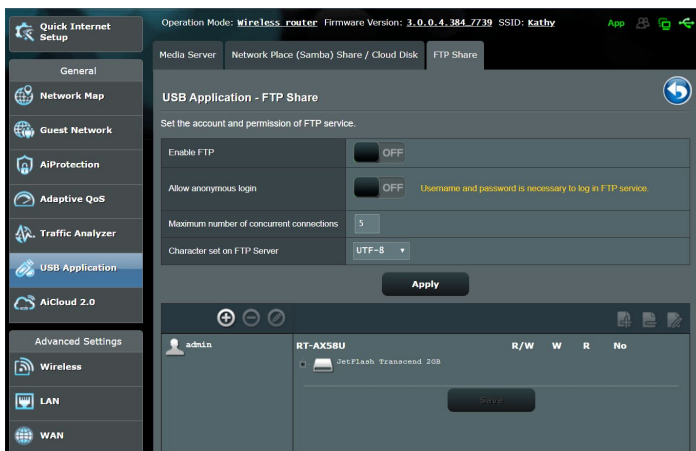 Quick Internet
Setup
General
Network Map
Guest Network
AiProtection
Adaptive QoS
Traffic Analyzer
USB Application
AiCloud 2.0
Advanced Settings
Wireless
LAN
WAN
Operation Mode: Wireless router Firmware Version: 3.0.0.4.384_7739 SSID: Kathy App
Media Server Network Place (Samba) Share / Cloud Disk FTP Share
USB Application - FTP Share
Set the account and permission of FTP service.
Enable FTP OFF
Allow anonymous login OFF Username and password is necessary to log in FTP service.
Maximum number of concurrent connections 5
Character set on FTP Server UTF-8
Apply
admin RT-AX58U R/W W R No
JetFlash Transcend 2GB
Save